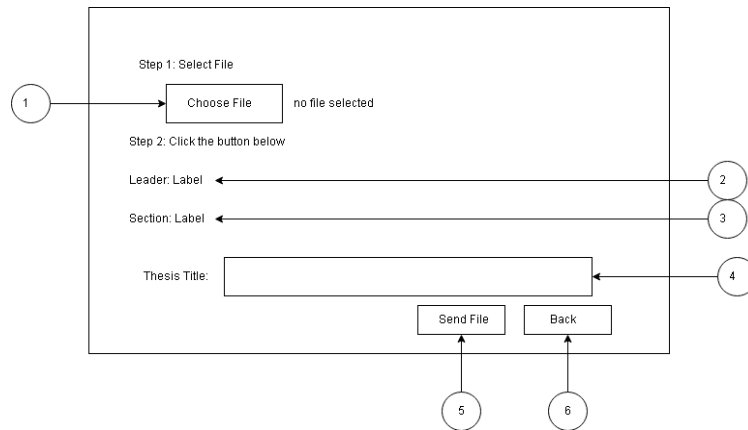 Step 1: Select File
1
Choose File
no file selected
Step 2: Click the button below
Leader: Label
2
Section: Label
3
Thesis Title:
4
Send File
Back
5
6